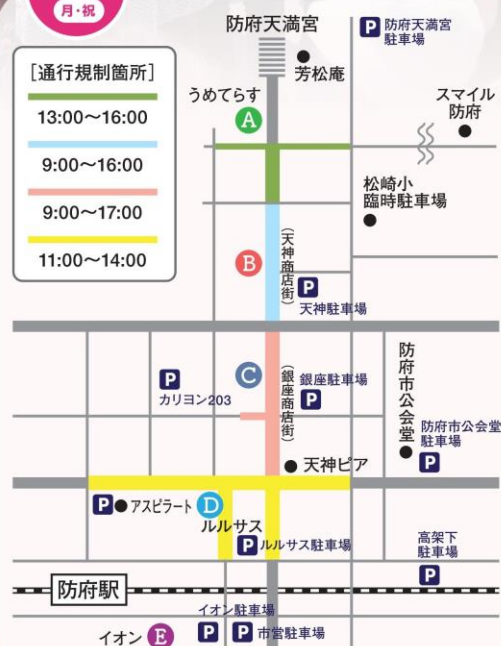 月・祝
[通行規制箇所]
13:00〜16:00
9:00〜16:00
9:00〜17:00
11:00〜14:00
防府天満宮
芳松庵
P 防府天満宮
駐車場
うめてらす
A
スマイル
防府
松崎小
臨時駐車場
B
(天神商店街)
P
天神駐車場
P
カリヨン203
C
(銀座商店街)
銀座駐車場
P
防府市公会堂
防府市公会堂
駐車場
P
天神ピア
P アスピラート D
ルルサス
P ルルサス駐車場
高架下
駐車場
P
防府駅
イオン駐車場
イオン E
P
P 市営駐車場